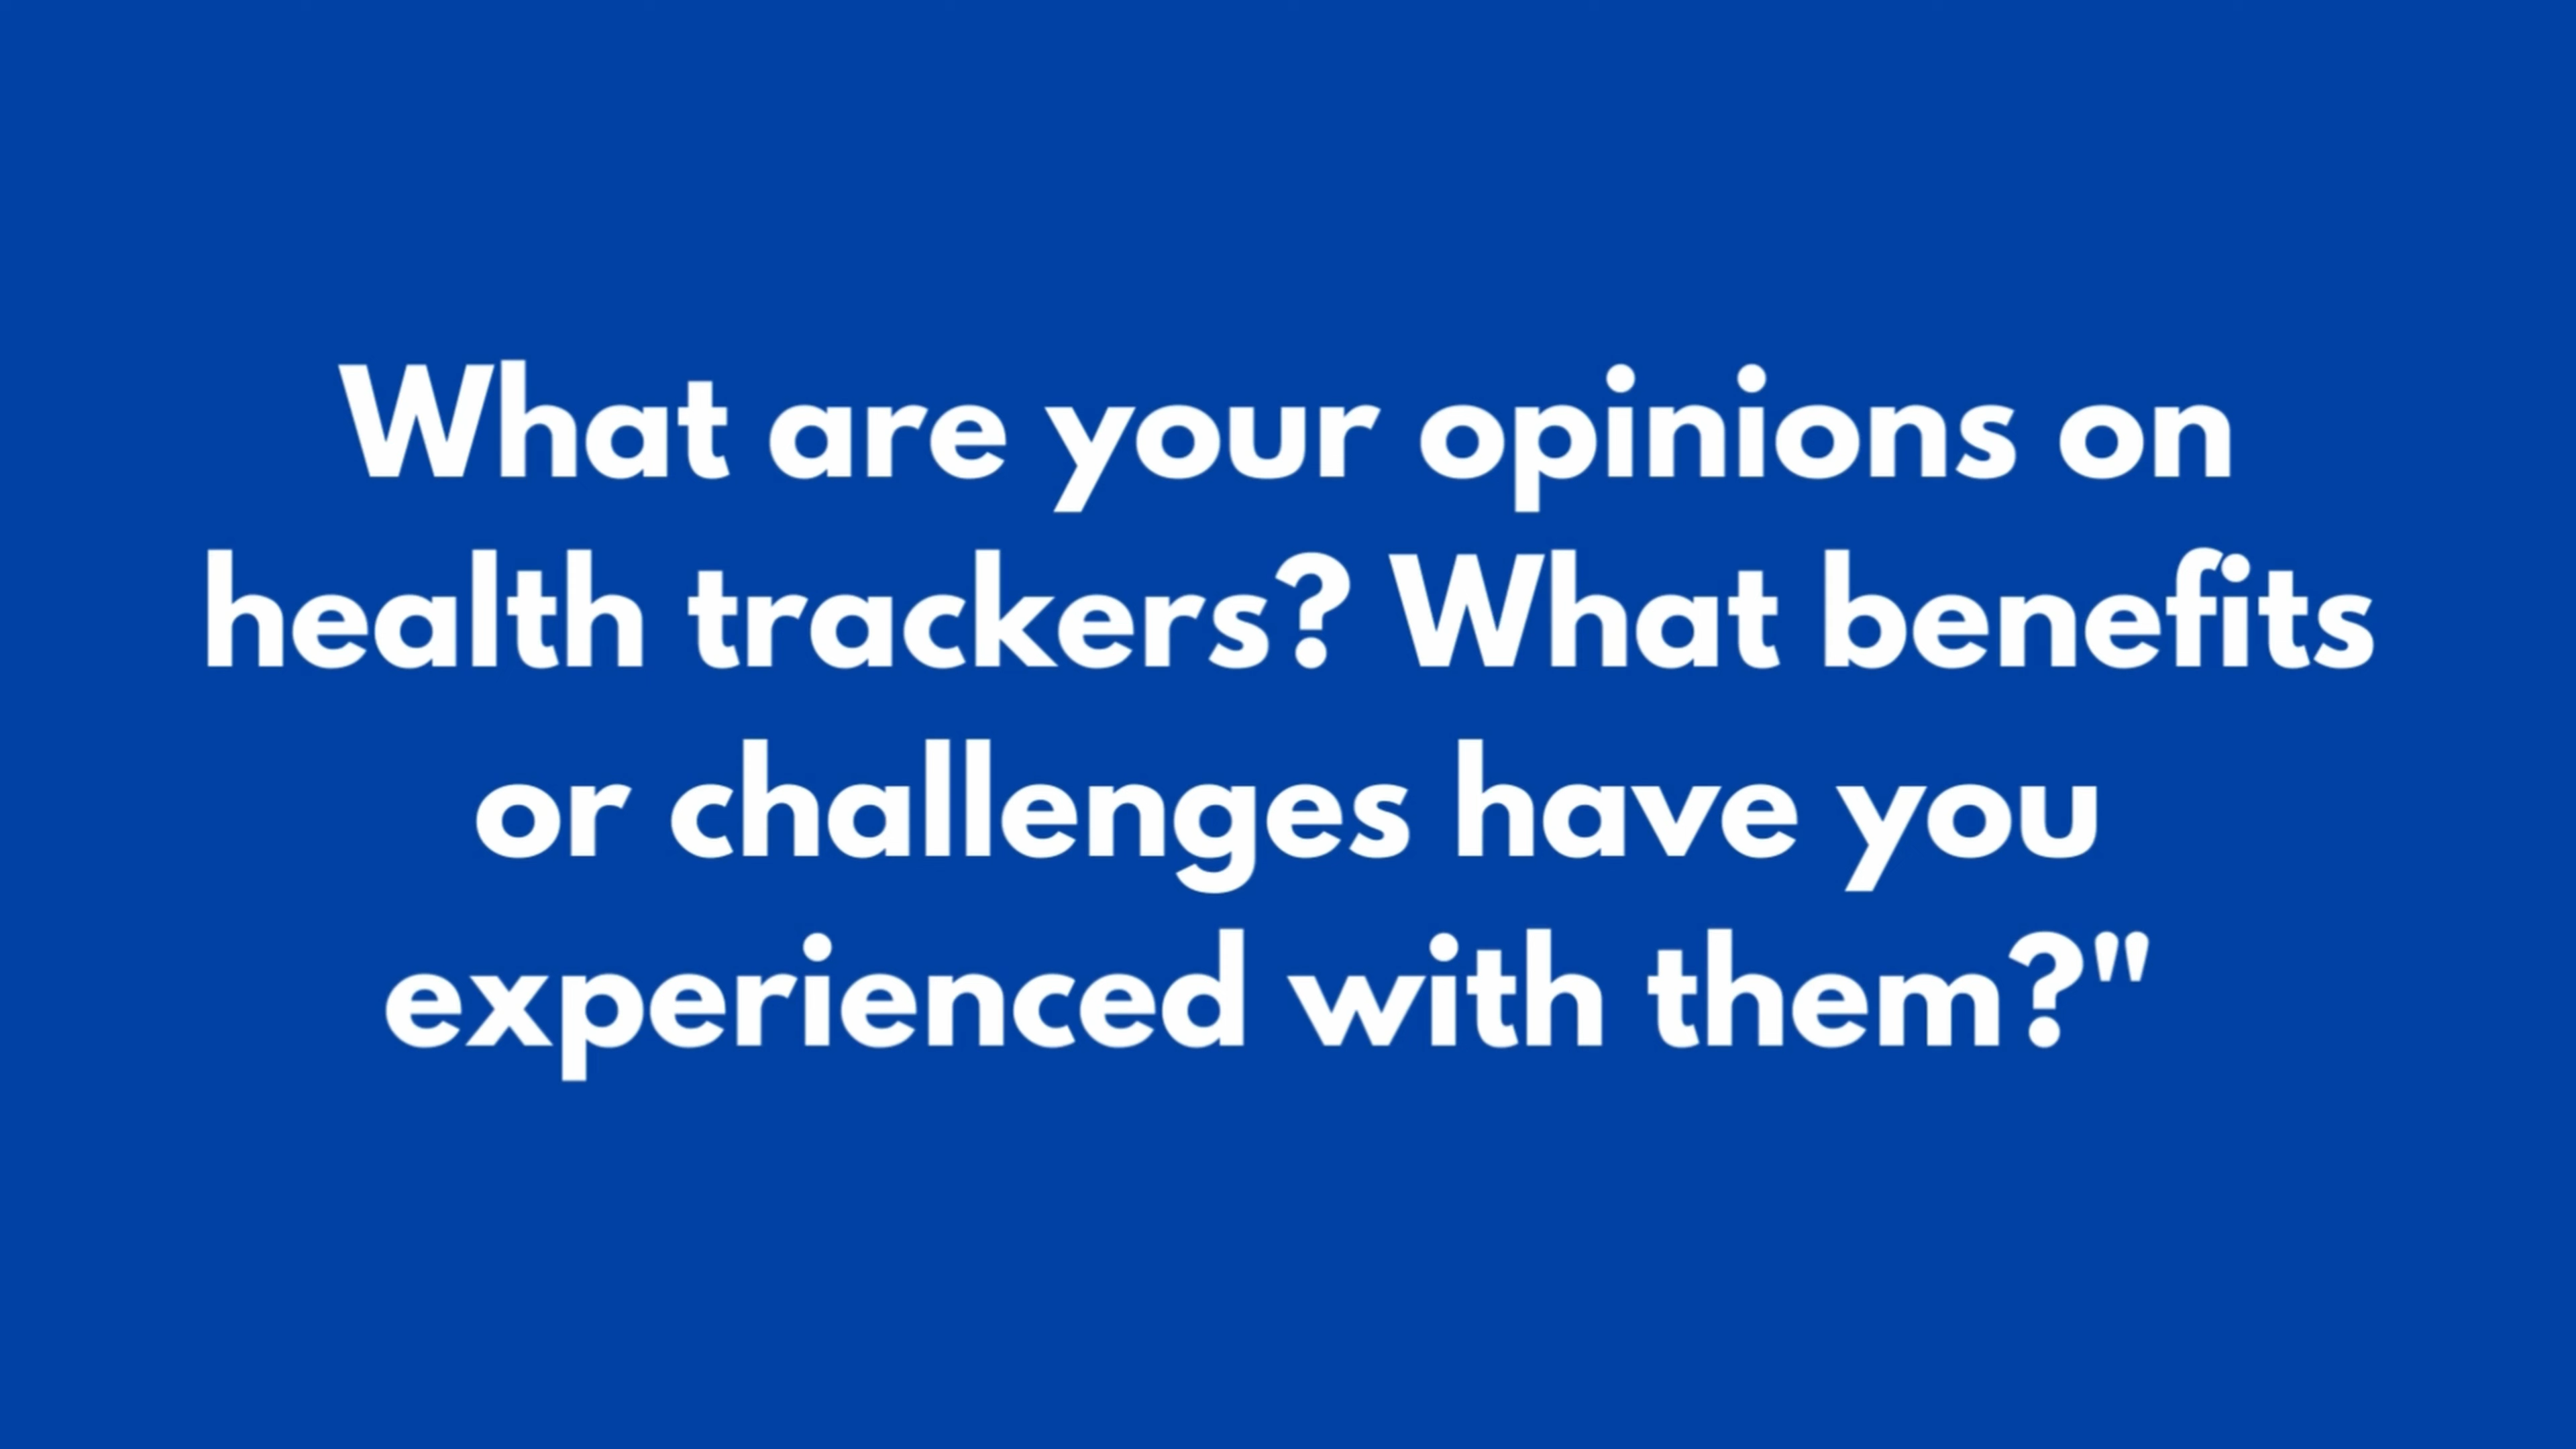 What are your opinions on
health trackers? What benefits
or challenges have you
experienced with them?"